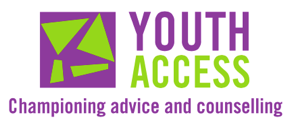 YOUTH
ACCESS
Championing advice and counselling